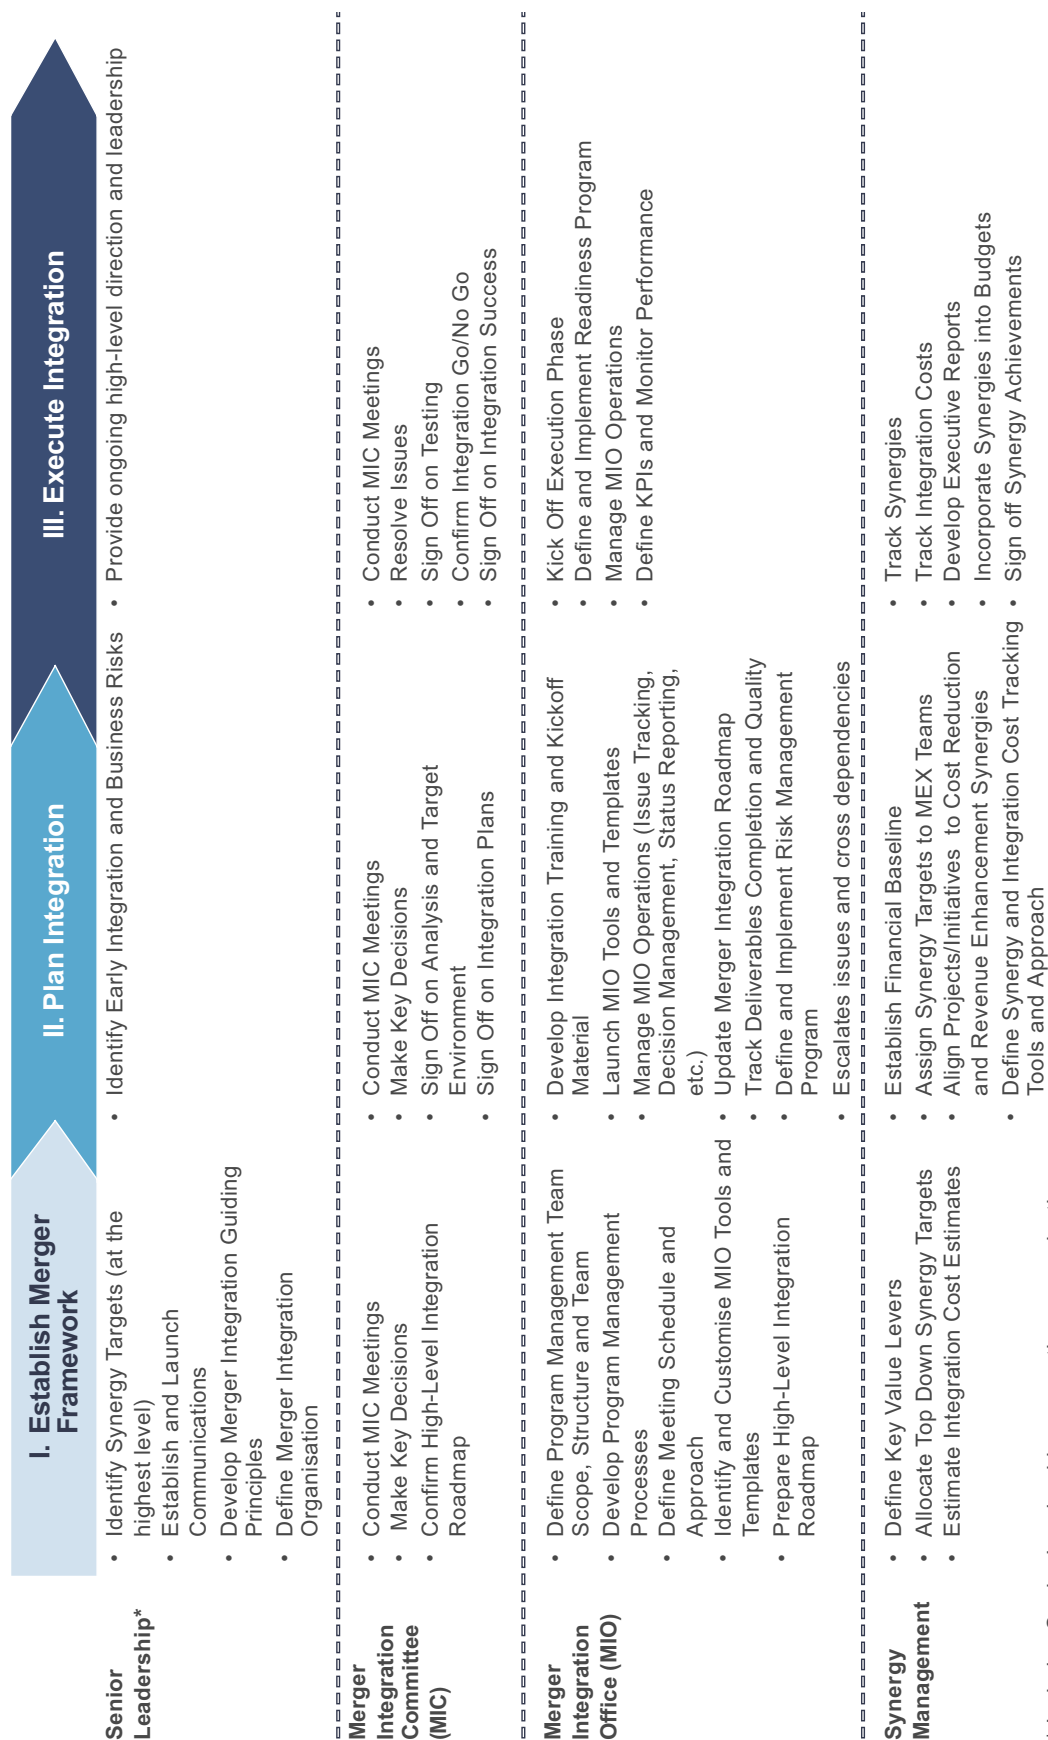 I. Establish Merger
Framework
II. Plan Integration
III. Execute Integration
Senior
Leadership*
• Identify Synergy Targets (at the
highest level)
• Establish and Launch
Communications
• Develop Merger Integration Guiding
Principles
• Define Merger Integration
Organisation
• Identify Early Integration and Business Risks
• Provide ongoing high-level direction and leadership
Merger
Integration
Committee
(MIC)
• Conduct MIC Meetings
• Make Key Decisions
• Confirm High-Level Integration
Roadmap
• Conduct MIC Meetings
• Make Key Decisions
• Sign Off on Analysis and Target
Environment
• Sign Off on Integration Plans
• Conduct MIC Meetings
• Resolve Issues
• Sign Off on Testing
• Confirm Integration Go/No Go
• Sign Off on Integration Success
Merger
Integration
Office (MIO)
• Define Program Management Team
Scope, Structure and Team
• Develop Program Management
Processes
• Define Meeting Schedule and
Approach
• Identify and Customise MIO Tools and
Templates
• Prepare High-Level Integration
Roadmap
• Develop Integration Training and Kickoff
Material
• Launch MIO Tools and Templates
• Manage MIO Operations (Issue Tracking,
Decision Management, Status Reporting,
etc.)
• Update Merger Integration Roadmap
• Track Deliverables Completion and Quality
• Define and Implement Risk Management
Program
• Escalates issues and cross dependencies
• Kick Off Execution Phase
• Define and Implement Readiness Program
• Manage MIO Operations
• Define KPIs and Monitor Performance
Synergy
Management
• Define Key Value Levers
• Allocate Top Down Synergy Targets
• Estimate Integration Cost Estimates
• Establish Financial Baseline
• Assign Synergy Targets to MEX Teams
• Align Projects/Initiatives to Cost Reduction
and Revenue Enhancement Synergies
• Define Synergy and Integration Cost Tracking
Tools and Approach
• Track Synergies
• Track Integration Costs
• Develop Executive Reports
• Incorporate Synergies into Budgets
• Sign off Synergy Achievements